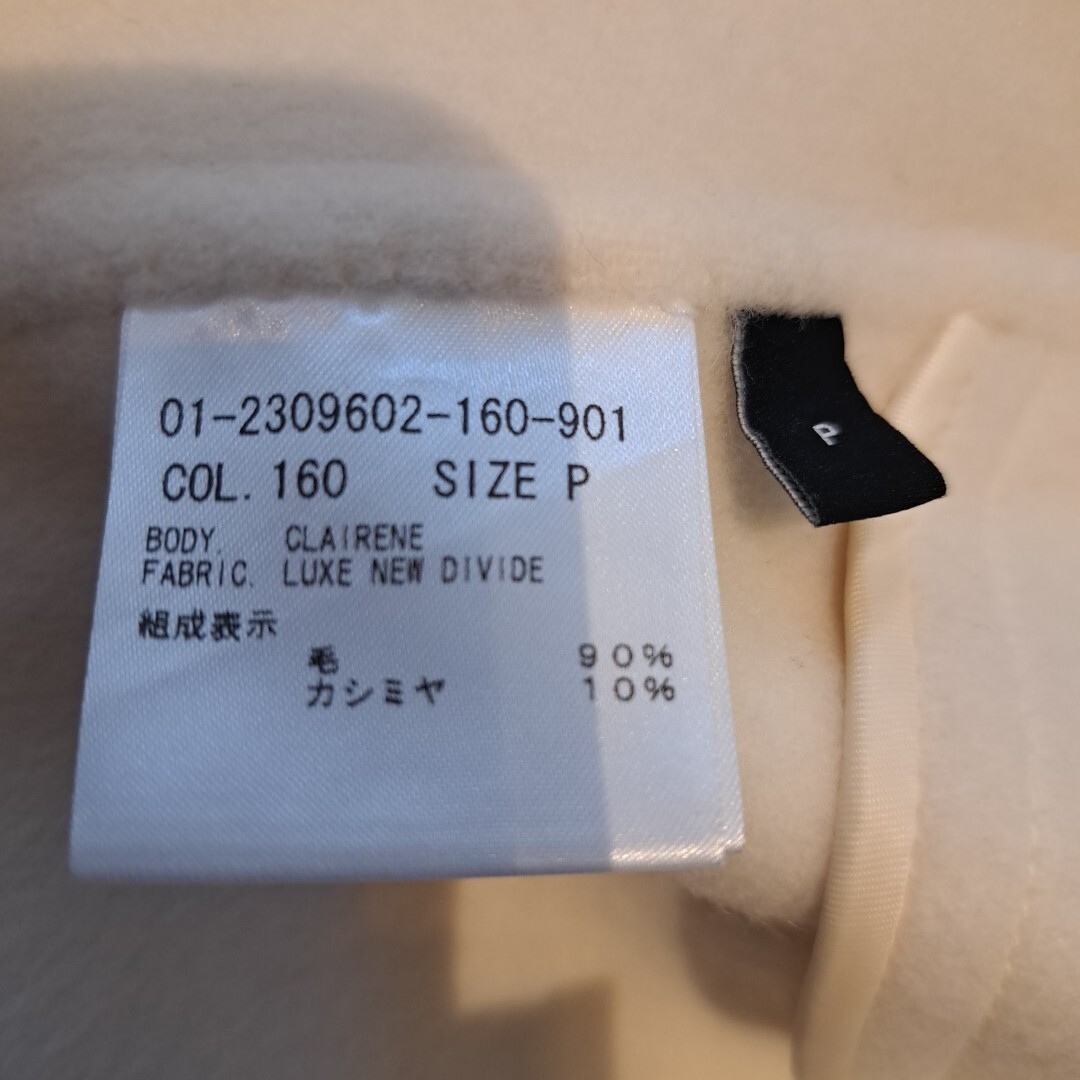 01-2309602-160-901
COL. 160 SIZE P
BODY. CLAIRENE
FABRIC. LUXE NEW DIVIDE
組成表示
毛 90%
カシミヤ 10%
P